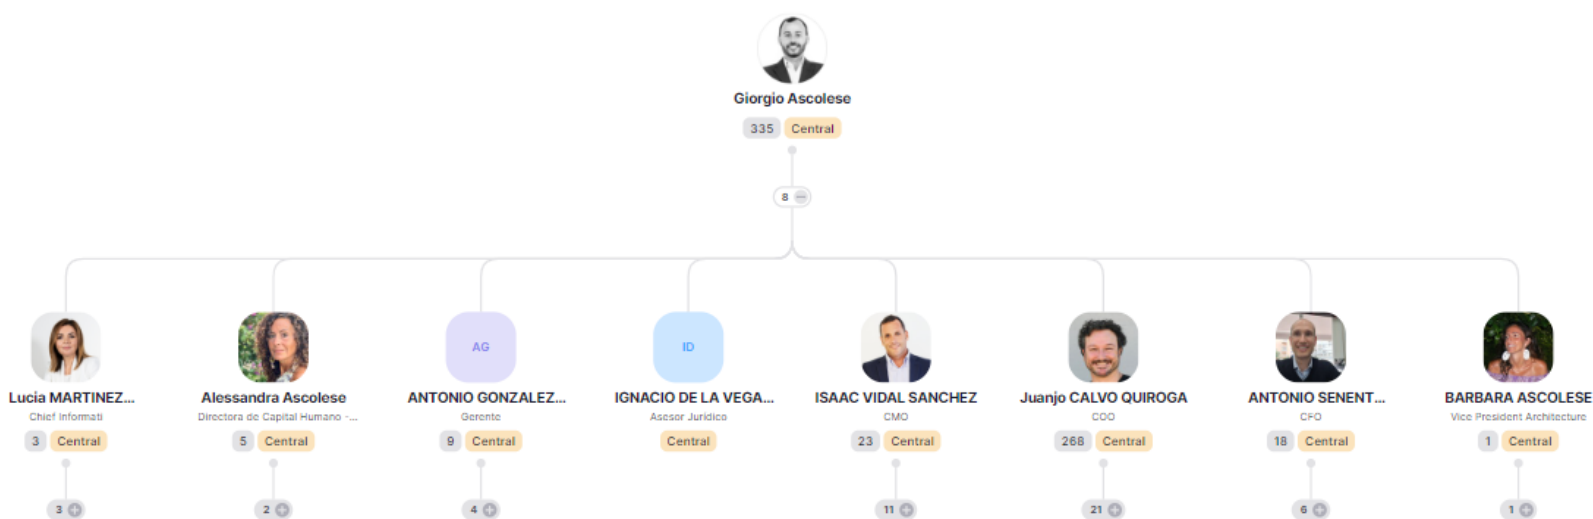 Giorgio Ascolese
335 Central
8
AG
ID
Lucia MARTINEZ...
Alessandra Ascolese
ANTONIO GONZALEZ...
IGNACIO DE LA VEGA...
ISAAC VIDAL SANCHEZ
Juanjo CALVO QUIROGA
ANTONIO SENENT...
BARBARA ASCOLESE
Chief Informati
Directora de Capital Humano -...
Gerente
Asesor Jurídico
CMO
COO
CFO
Vice President Architecture
3 Central
5 Central
9 Central
Central
23 Central
268 Central
18 Central
1 Central
3
2
4
11
21
6
1